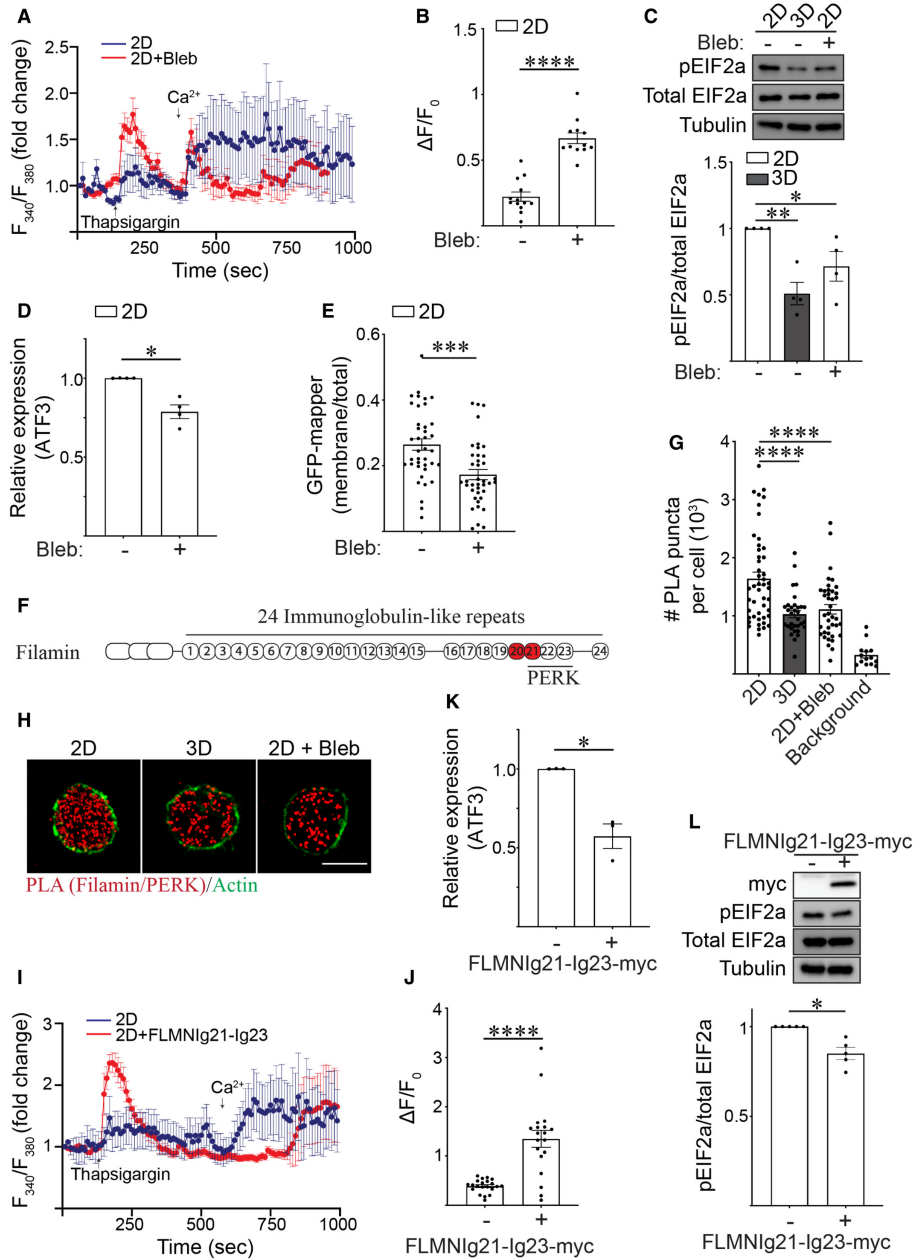 A
2D
2D+Bleb
F340/F380 (fold change)
2.5
2.0
1.5
1.0
0.5
Ca2+
Thapsigargin
250
500
750
1000
Time (sec)
B
2D
ΔF/F0
1.5
1
0.5
****
Bleb:
-
+
C
2D 3D 2D
Bleb: - - +
pEIF2a
Total EIF2a
Tubulin
2D
3D
pEIF2a/total EIF2a
1.5
1
0.5
*
**
Bleb: - - +
D
2D
Relative expression
(ATF3)
1.0
0.5
*
Bleb: - +
E
2D
GFP-mapper
(membrane/total)
0.6
0.4
0.2
***
Bleb: - +
G
# PLA puncta
per cell (103)
4
3
2
1
****
****
2D
3D
2D+Bleb
Background
F
24 Immunoglobulin-like repeats
Filamin
1 2 3 4 5 6 7 8 9 10 11 12 13 14 15 16 17 18 19 20 21 22 23 24
PERK
H
2D 3D 2D + Bleb
PLA (Filamin/PERK)/Actin
K
Relative expression
(ATF3)
1.0
0.5
*
- +
FLMNIg21-Ig23-myc
L
FLMNIg21-Ig23-myc
- +
myc
pEIF2a
Total EIF2a
Tubulin
pEIF2a/total EIF2a
1
0.5
*
- +
FLMNIg21-Ig23-myc
I
2D
2D+FLMNIg21-Ig23
F340/F380 (fold change)
3
2
1
0
Ca2+
Thapsigargin
250
500
750
1000
Time (sec)
J
ΔF/F0
4
3
2
1
0
****
- +
FLMNIg21-Ig23-myc